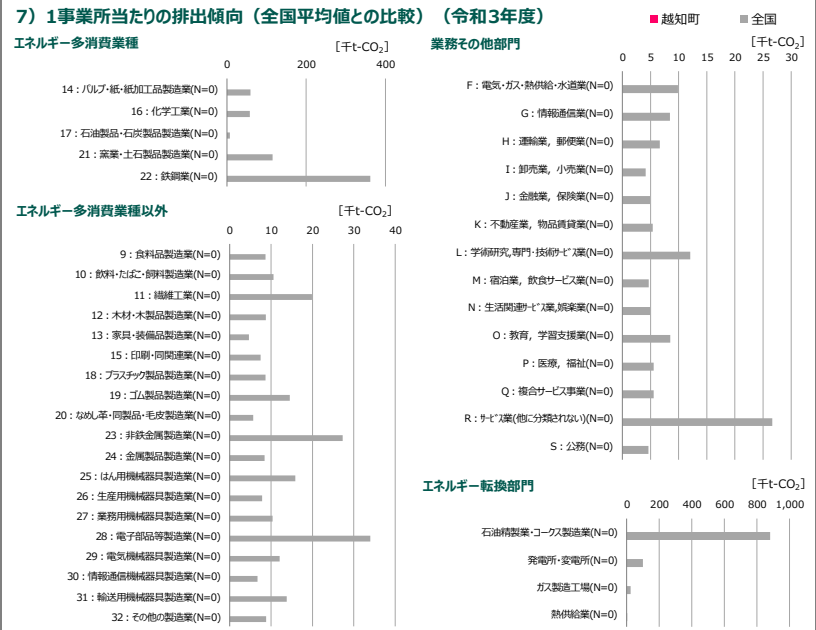 7）1事業所当たりの排出傾向（全国平均値との比較）（令和3年度）
■越知町 ■全国
エネルギー多消費業種
[千t-CO₂]
0 200 400
14：パルプ・紙・紙加工品製造業(N=0)
16：化学工業(N=0)
17：石油製品・石炭製品製造業(N=0)
21：窯業・土石製品製造業(N=0)
22：鉄鋼業(N=0)
エネルギー多消費業種以外
[千t-CO₂]
0 10 20 30 40
9：食料品製造業(N=0)
10：飲料・たばこ・飼料製造業(N=0)
11：繊維工業(N=0)
12：木材・木製品製造業(N=0)
13：家具・装備品製造業(N=0)
15：印刷・同関連業(N=0)
18：プラスチック製品製造業(N=0)
19：ゴム製品製造業(N=0)
20：なめし革・同製品・毛皮製造業(N=0)
23：非鉄金属製造業(N=0)
24：金属製品製造業(N=0)
25：はん用機械器具製造業(N=0)
26：生産用機械器具製造業(N=0)
27：業務用機械器具製造業(N=0)
28：電子部品等製造業(N=0)
29：電気機械器具製造業(N=0)
30：情報通信機械器具製造業(N=0)
31：輸送用機械器具製造業(N=0)
32：その他の製造業(N=0)
業務その他部門
[千t-CO₂]
0 5 10 15 20 25 30
F：電気・ガス・熱供給・水道業(N=0)
G：情報通信業(N=0)
H：運輸業，郵便業(N=0)
I：卸売業，小売業(N=0)
J：金融業，保険業(N=0)
K：不動産業，物品賃貸業(N=0)
L：学術研究,専門・技術サービス業(N=0)
M：宿泊業，飲食サービス業(N=0)
N：生活関連サービス業,娯楽業(N=0)
O：教育，学習支援業(N=0)
P：医療，福祉(N=0)
Q：複合サービス事業(N=0)
R：サービス業(他に分類されない)(N=0)
S：公務(N=0)
エネルギー転換部門
[千t-CO₂]
0 200 400 600 800 1,000
石油精製業・コークス製造業(N=0)
発電所・変電所(N=0)
ガス製造工場(N=0)
熱供給業(N=0)